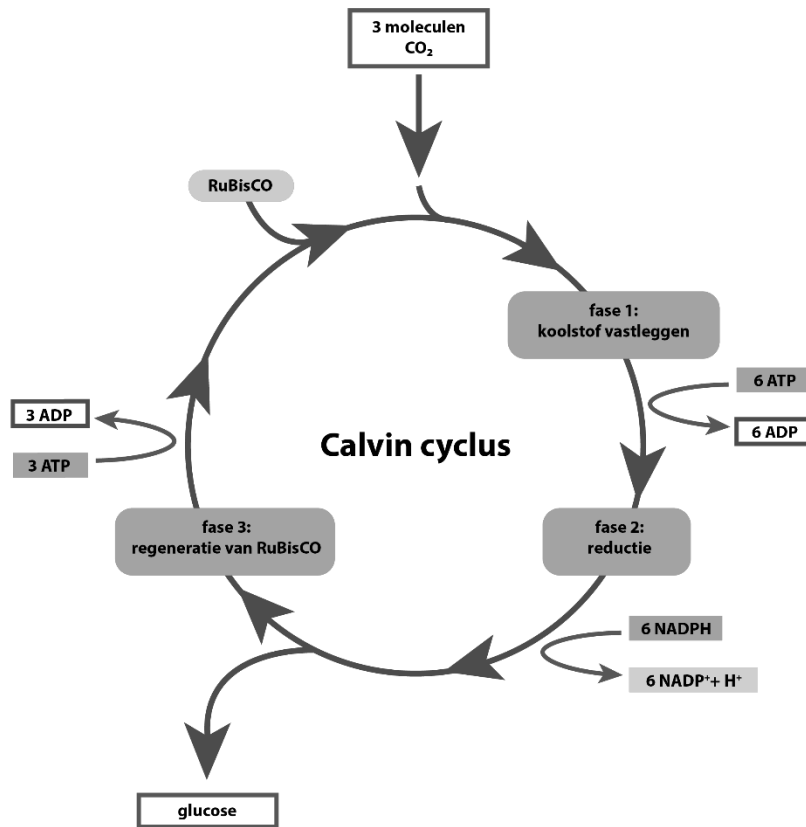 3 moleculen
CO₂
RuBisCO
fase 1:
koolstof vastleggen
6 ATP
6 ADP
3 ADP
3 ATP
Calvin cyclus
fase 3:
regeneratie van RuBisCO
fase 2:
reductie
6 NADPH
6 NADP⁺+ H⁺
glucose